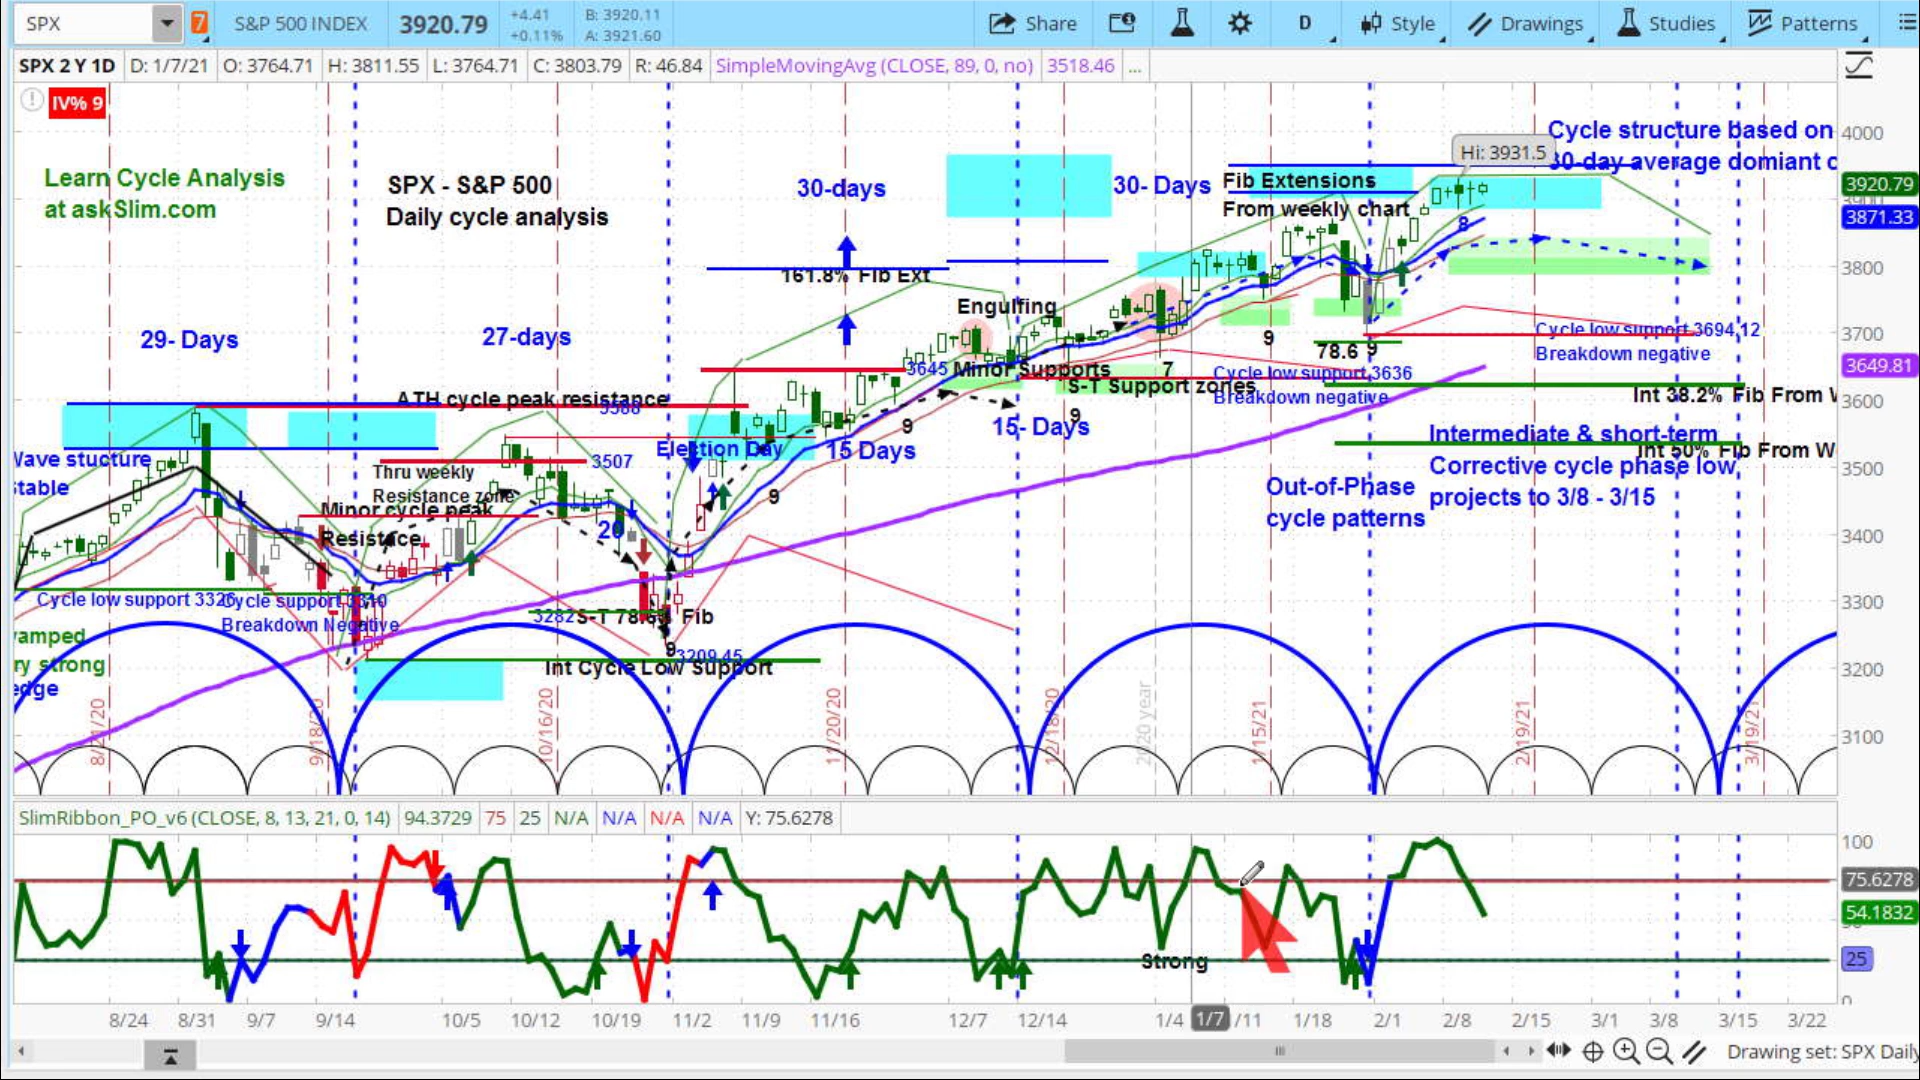 SPX
7
S&P 500 INDEX
3920.79
+4.41
+0.11%
B: 3920.11
A: 3921.60
Share
D
Style
Drawings
Studies
Patterns
SPX 2 Y 1D
D: 1/7/21
O: 3764.71
H: 3811.55
L: 3764.71
C: 3803.79
R: 46.84
SimpleMovingAvg (CLOSE, 89, 0, no)
3518.46
...
IV% 9
Learn Cycle Analysis
at askSlim.com
SPX - S&P 500
Daily cycle analysis
30-days
30- Days
Fib Extensions
From weekly chart
Hi: 3931.5
Cycle structure based on
30-day average domiant c
161.8% Fib Ext
Engulfing
29- Days
27-days
8
9
78.6
9
Cycle low support 3694.12
Breakdown negative
3645
Minor Supports
7
S-T Support zones
Cycle low support 3636
Breakdown negative
Int 38.2% Fib From W
ATH cycle peak resistance
3588
9
9
15- Days
Election Day
15 Days
Intermediate & short-term
Corrective cycle phase low
projects to 3/8 - 3/15
Int 50% Fib From W
Wave stucture
stable
Thru weekly
Resistance zone
3507
Minor cycle peak
Resistace
9
20
Out-of-Phase
cycle patterns
Cycle low support 3326
Cycle support 3310
Breakdown Negative
3282
Fib
9
3209.45
Int Cycle Low Support
ramped
ry strong
edge
4000
3920.79
3871.33
3800
3700
3649.81
3600
3500
3400
3300
3200
3100
8/21/20
9/18/20
10/16/20
11/20/20
12/18/20
2020 year
1/15/21
2/19/21
3/19/21
SlimRibbon_PO_v6 (CLOSE, 8, 13, 21, 0, 14)
94.3729
75
25
N/A
N/A
N/A
N/A
Y: 75.6278
Strong
100
75.6278
54.1832
25
0
8/24
8/31
9/7
9/14
10/5
10/12
10/19
11/2
11/9
11/16
12/7
12/14
1/4
1/7
/11
1/18
2/1
2/8
2/15
3/1
3/8
3/15
3/22
Drawing set: SPX Daily